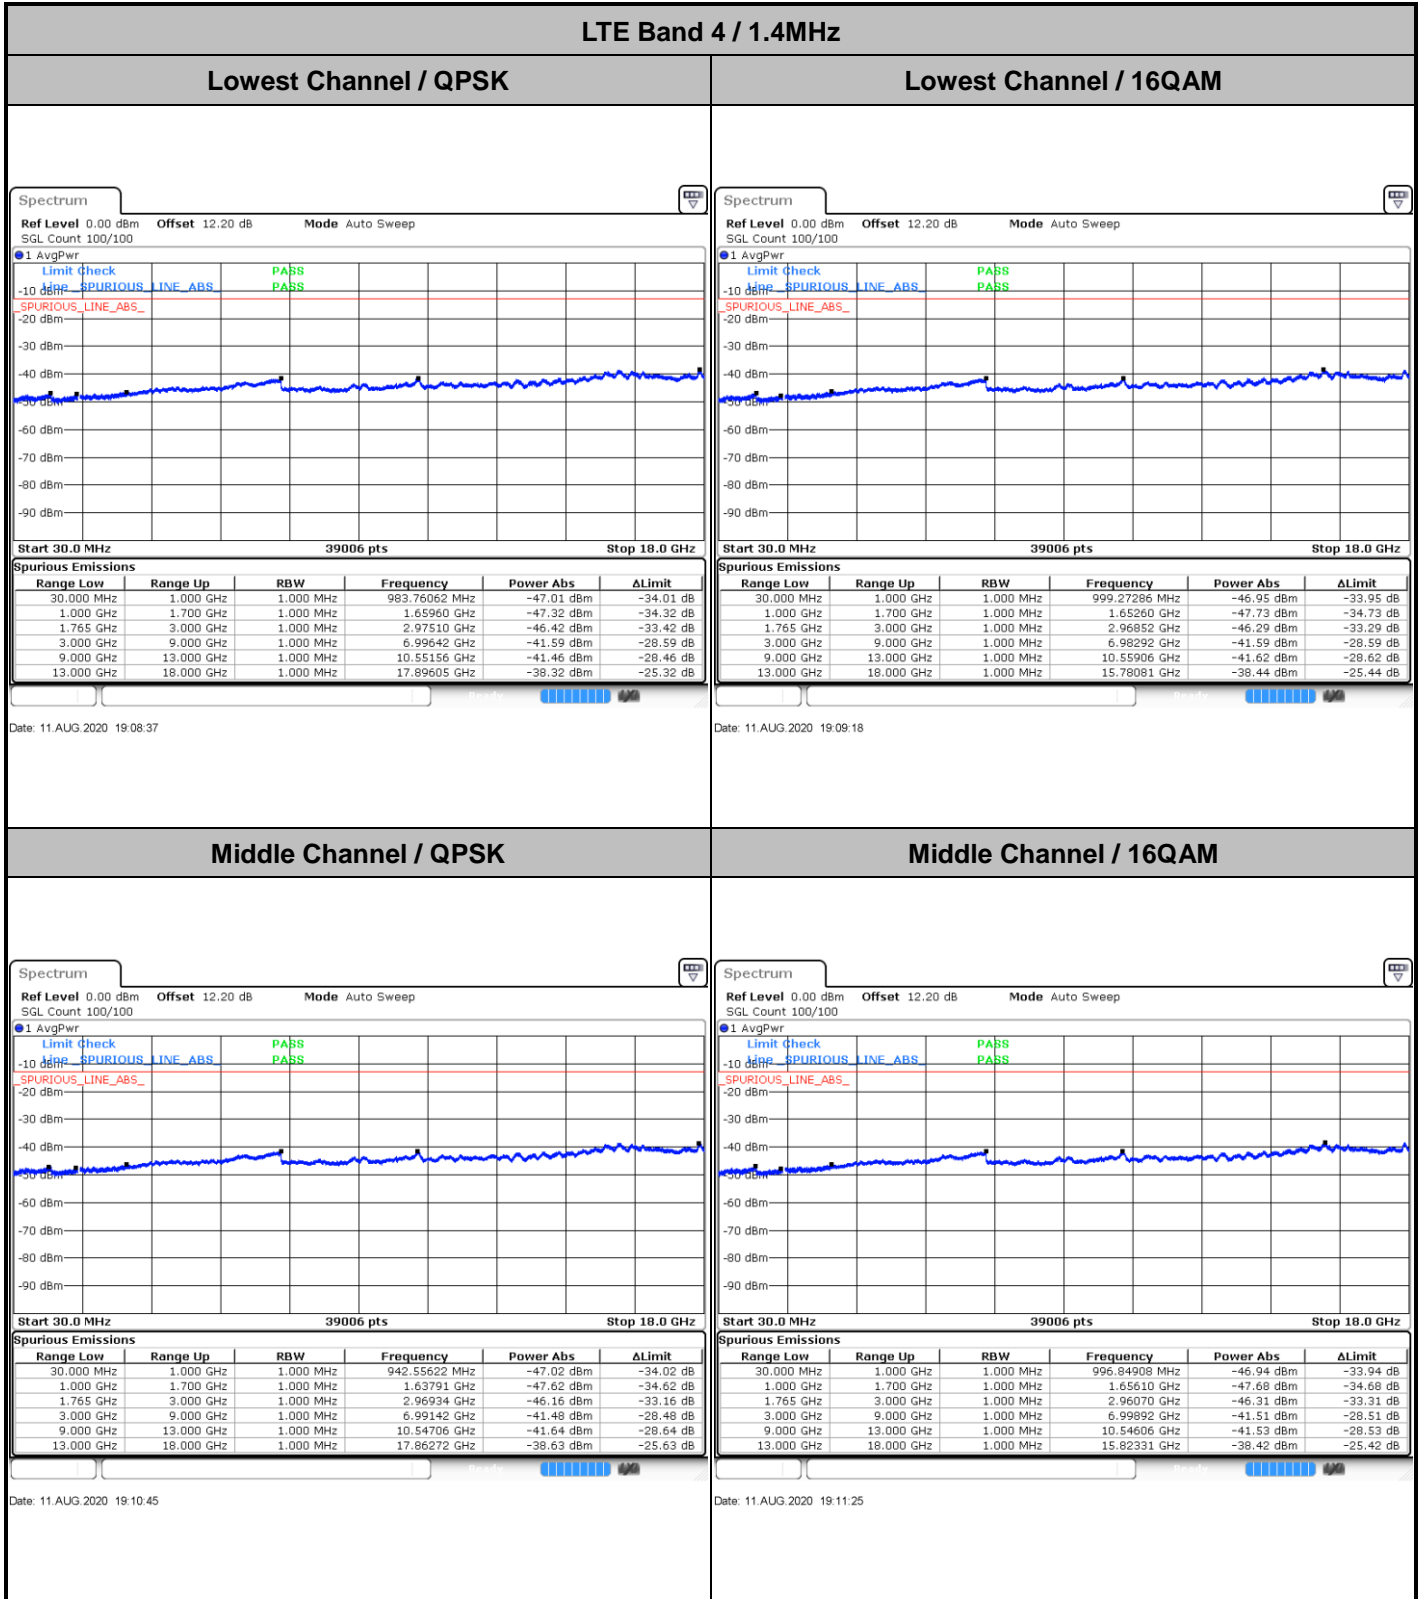 LTE Band 4 / 1.4MHz
Lowest Channel / QPSK
Lowest Channel / 16QAM
Spectrum
Ref Level 0.00 dBm Offset 12.20 dB Mode Auto Sweep
SGL Count 100/100
1 AvgPwr
Limit Check PASS
Line _SPURIOUS_LINE_ABS_ PASS
-10 dBm
_SPURIOUS_LINE_ABS_
-20 dBm
-30 dBm
-40 dBm
-50 dBm
-60 dBm
-70 dBm
-80 dBm
-90 dBm
Start 30.0 MHz 39006 pts Stop 18.0 GHz
Spurious Emissions
Range Low Range Up RBW Frequency Power Abs ΔLimit
30.000 MHz 1.000 GHz 1.000 MHz 983.76062 MHz -47.01 dBm -34.01 dB
1.000 GHz 1.700 GHz 1.000 MHz 1.65960 GHz -47.32 dBm -34.32 dB
1.765 GHz 3.000 GHz 1.000 MHz 2.97510 GHz -46.42 dBm -33.42 dB
3.000 GHz 9.000 GHz 1.000 MHz 6.99642 GHz -41.59 dBm -28.59 dB
9.000 GHz 13.000 GHz 1.000 MHz 10.55156 GHz -41.46 dBm -28.46 dB
13.000 GHz 18.000 GHz 1.000 MHz 17.89605 GHz -38.32 dBm -25.32 dB
Ready
Date: 11.AUG.2020 19:08:37
Spectrum
Ref Level 0.00 dBm Offset 12.20 dB Mode Auto Sweep
SGL Count 100/100
1 AvgPwr
Limit Check PASS
Line _SPURIOUS_LINE_ABS_ PASS
-10 dBm
_SPURIOUS_LINE_ABS_
-20 dBm
-30 dBm
-40 dBm
-50 dBm
-60 dBm
-70 dBm
-80 dBm
-90 dBm
Start 30.0 MHz 39006 pts Stop 18.0 GHz
Spurious Emissions
Range Low Range Up RBW Frequency Power Abs ΔLimit
30.000 MHz 1.000 GHz 1.000 MHz 999.27286 MHz -46.95 dBm -33.95 dB
1.000 GHz 1.700 GHz 1.000 MHz 1.65260 GHz -47.73 dBm -34.73 dB
1.765 GHz 3.000 GHz 1.000 MHz 2.96852 GHz -46.29 dBm -33.29 dB
3.000 GHz 9.000 GHz 1.000 MHz 6.98292 GHz -41.59 dBm -28.59 dB
9.000 GHz 13.000 GHz 1.000 MHz 10.55906 GHz -41.62 dBm -28.62 dB
13.000 GHz 18.000 GHz 1.000 MHz 15.78081 GHz -38.44 dBm -25.44 dB
Ready
Date: 11.AUG.2020 19:09:18
Middle Channel / QPSK
Middle Channel / 16QAM
Spectrum
Ref Level 0.00 dBm Offset 12.20 dB Mode Auto Sweep
SGL Count 100/100
1 AvgPwr
Limit Check PASS
Line _SPURIOUS_LINE_ABS_ PASS
-10 dBm
_SPURIOUS_LINE_ABS_
-20 dBm
-30 dBm
-40 dBm
-50 dBm
-60 dBm
-70 dBm
-80 dBm
-90 dBm
Start 30.0 MHz 39006 pts Stop 18.0 GHz
Spurious Emissions
Range Low Range Up RBW Frequency Power Abs ΔLimit
30.000 MHz 1.000 GHz 1.000 MHz 942.55622 MHz -47.02 dBm -34.02 dB
1.000 GHz 1.700 GHz 1.000 MHz 1.63791 GHz -47.62 dBm -34.62 dB
1.765 GHz 3.000 GHz 1.000 MHz 2.96934 GHz -46.16 dBm -33.16 dB
3.000 GHz 9.000 GHz 1.000 MHz 6.99142 GHz -41.48 dBm -28.48 dB
9.000 GHz 13.000 GHz 1.000 MHz 10.54706 GHz -41.64 dBm -28.64 dB
13.000 GHz 18.000 GHz 1.000 MHz 17.86272 GHz -38.63 dBm -25.63 dB
Ready
Date: 11.AUG.2020 19:10:45
Spectrum
Ref Level 0.00 dBm Offset 12.20 dB Mode Auto Sweep
SGL Count 100/100
1 AvgPwr
Limit Check PASS
Line _SPURIOUS_LINE_ABS_ PASS
-10 dBm
_SPURIOUS_LINE_ABS_
-20 dBm
-30 dBm
-40 dBm
-50 dBm
-60 dBm
-70 dBm
-80 dBm
-90 dBm
Start 30.0 MHz 39006 pts Stop 18.0 GHz
Spurious Emissions
Range Low Range Up RBW Frequency Power Abs ΔLimit
30.000 MHz 1.000 GHz 1.000 MHz 996.84908 MHz -46.94 dBm -33.94 dB
1.000 GHz 1.700 GHz 1.000 MHz 1.65610 GHz -47.68 dBm -34.68 dB
1.765 GHz 3.000 GHz 1.000 MHz 2.96070 GHz -46.31 dBm -33.31 dB
3.000 GHz 9.000 GHz 1.000 MHz 6.99892 GHz -41.51 dBm -28.51 dB
9.000 GHz 13.000 GHz 1.000 MHz 10.54606 GHz -41.53 dBm -28.53 dB
13.000 GHz 18.000 GHz 1.000 MHz 15.82331 GHz -38.42 dBm -25.42 dB
Ready
Date: 11.AUG.2020 19:11:25